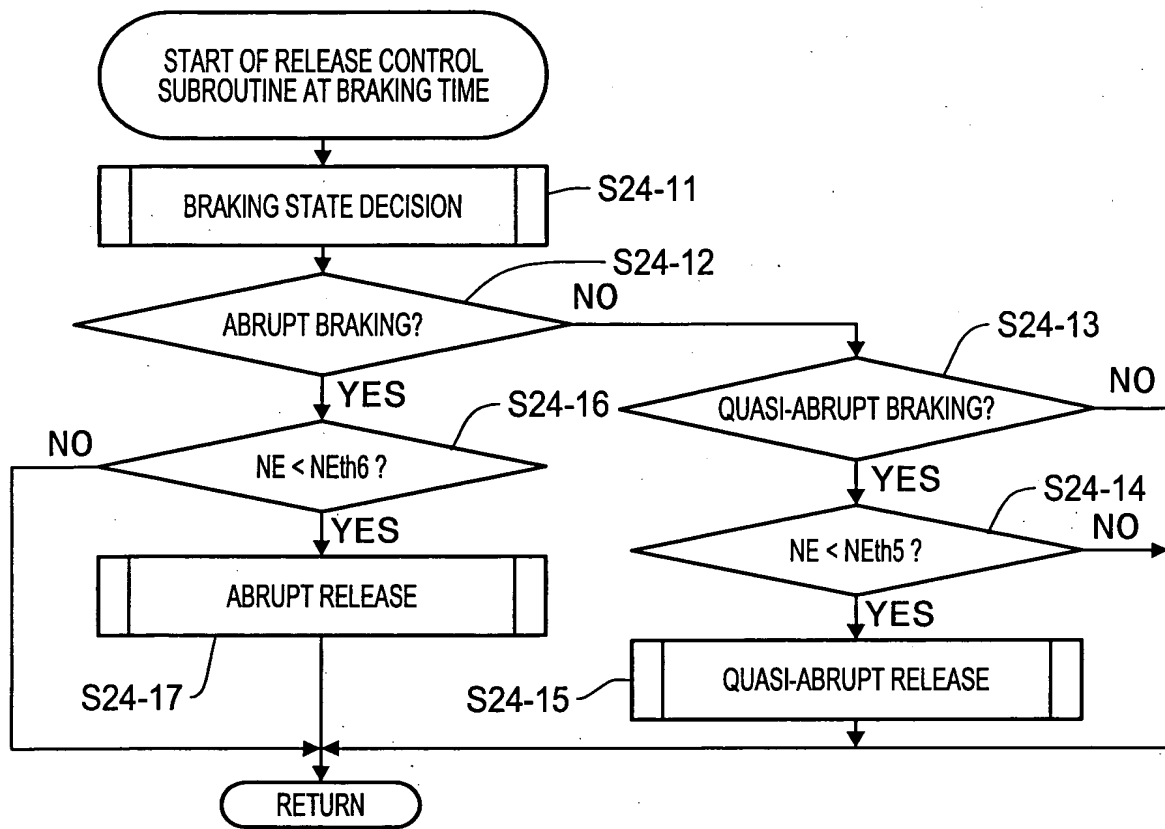 START OF RELEASE CONTROL
SUBROUTINE AT BRAKING TIME
BRAKING STATE DECISION
S24-11
S24-12
ABRUPT BRAKING?
NO
S24-13
QUASI-ABRUPT BRAKING?
NO
YES
S24-16
NO
NE < NEth6 ?
YES
S24-14
NE < NEth5 ?
NO
YES
ABRUPT RELEASE
YES
S24-17
QUASI-ABRUPT RELEASE
S24-15
RETURN